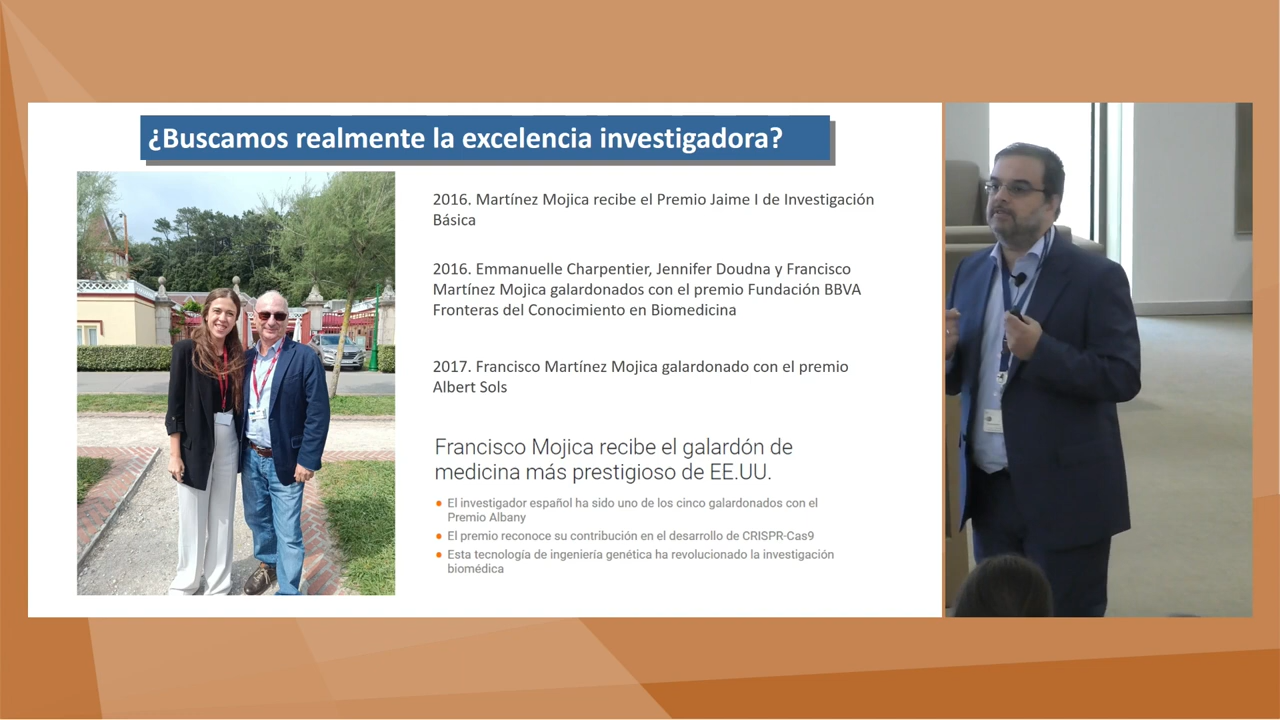 ¿Buscamos realmente la excelencia investigadora?
2016. Martínez Mojica recibe el Premio Jaime I de Investigación
Básica
2016. Emmanuelle Charpentier, Jennifer Doudna y Francisco
Martínez Mojica galardonados con el premio Fundación BBVA
Fronteras del Conocimiento en Biomedicina
2017. Francisco Martínez Mojica galardonado con el premio
Albert Sols
Francisco Mojica recibe el galardón de
medicina más prestigioso de EE.UU.
El investigador español ha sido uno de los cinco galardonados con el
Premio Albany
El premio reconoce su contribución en el desarrollo de CRISPR-Cas9
Esta tecnología de ingeniería genética ha revolucionado la investigación
biomédica